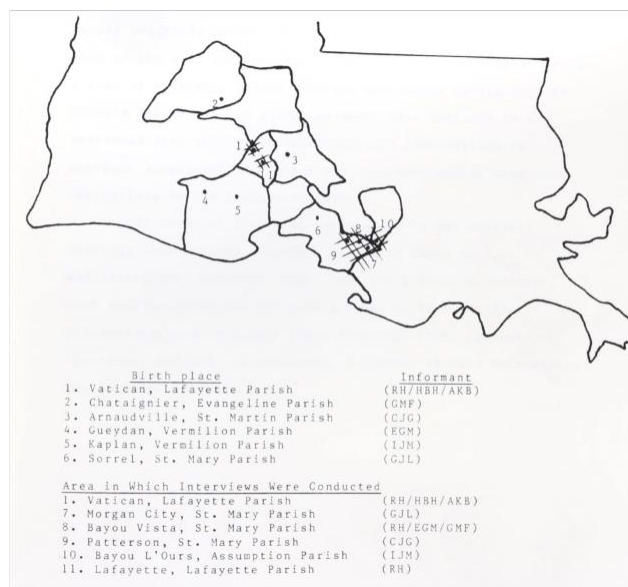 2
1
3
11
4
5
6
8
10
9
7
Birth place Informant
1. Vatican, Lafayette Parish (RH/HBH/AKB)
2. Chataignier, Evangeline Parish (GMF)
3. Arnaudville, St. Martin Parish (CJG)
4. Gueydan, Vermilion Parish (EGM)
5. Kaplan, Vermilion Parish (IJM)
6. Sorrel, St. Mary Parish (GJL)
Area in Which Interviews Were Conducted
1. Vatican, Lafayette Parish (RH/HBH/AKB)
7. Morgan City, St. Mary Parish (GJL)
8. Bayou Vista, St. Mary Parish (RH/EGM/GMF)
9. Patterson, St. Mary Parish (CJG)
10. Bayou L'Ours, Assumption Parish (IJM)
11. Lafayette, Lafayette Parish (RH)